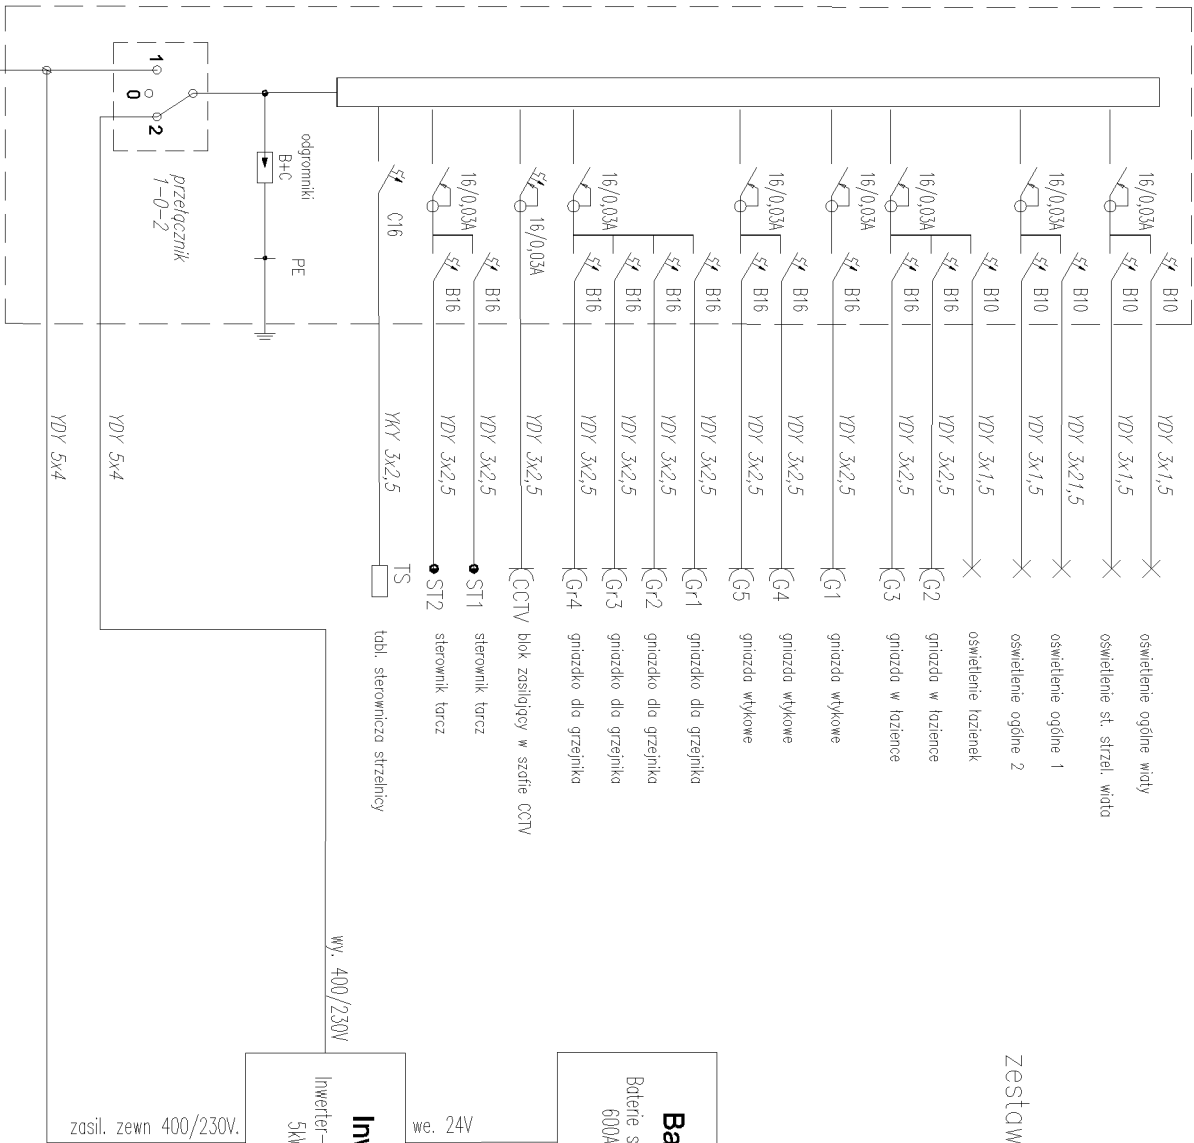 1
0
2
przełącznik
1-0-2
odgromniki
B+C
PE
C16
16/0,03A
16/0,03A
16/0,03A
16/0,03A
16/0,03A
16/0,03A
16/0,03A
16/0,03A
B16
B16
B16
B16
B16
B16
B16
B16
B16
B16
B16
B10
B10
B10
B10
B10
YDY 5x4
YDY 5x4
YKY 3x2,5
YDY 3x2,5
YDY 3x2,5
YDY 3x2,5
YDY 3x2,5
YDY 3x2,5
YDY 3x2,5
YDY 3x2,5
YDY 3x2,5
YDY 3x2,5
YDY 3x2,5
YDY 3x2,5
YDY 3x2,5
YDY 3x1,5
YDY 3x1,5
YDY 3x21,5
YDY 3x1,5
YDY 3x1,5
TS tabl. sterownicza strzelnicy
ST2 sterownik tarcz
ST1 sterownik tarcz
CCTV blok zasilający w szafie CCTV
Gr4 gniazdko dla grzejnika
Gr3 gniazdko dla grzejnika
Gr2 gniazdko dla grzejnika
Gr1 gniazdko dla grzejnika
G5 gniazda wtykowe
G4 gniazda wtykowe
G1 gniazda wtykowe
G3 gniazda w łazience
G2 gniazda w łazience
oświetlenie łazienek
oświetlenie ogólne 2
oświetlenie ogólne 1
oświetlenie st. strzel. wiata
oświetlenie ogólne wiaty
wy. 400/230V
zasil. zewn 400/230V.
we. 24V
Inw
Inwerter-
5kW
Ba
Baterie s
600A
zestaw